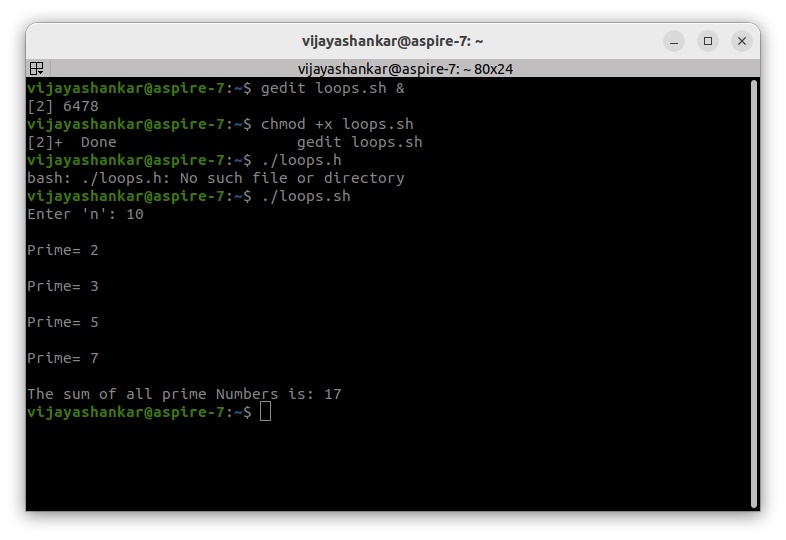 vijayashankar@aspire-7: ~
vijayashankar@aspire-7: ~ 80x24
vijayashankar@aspire-7:~$ gedit loops.sh &
[2] 6478
vijayashankar@aspire-7:~$ chmod +x loops.sh
[2]+  Done                    gedit loops.sh
vijayashankar@aspire-7:~$ ./loops.h
bash: ./loops.h: No such file or directory
vijayashankar@aspire-7:~$ ./loops.sh
Enter 'n': 10
Prime= 2
Prime= 3
Prime= 5
Prime= 7
The sum of all prime Numbers is: 17
vijayashankar@aspire-7:~$